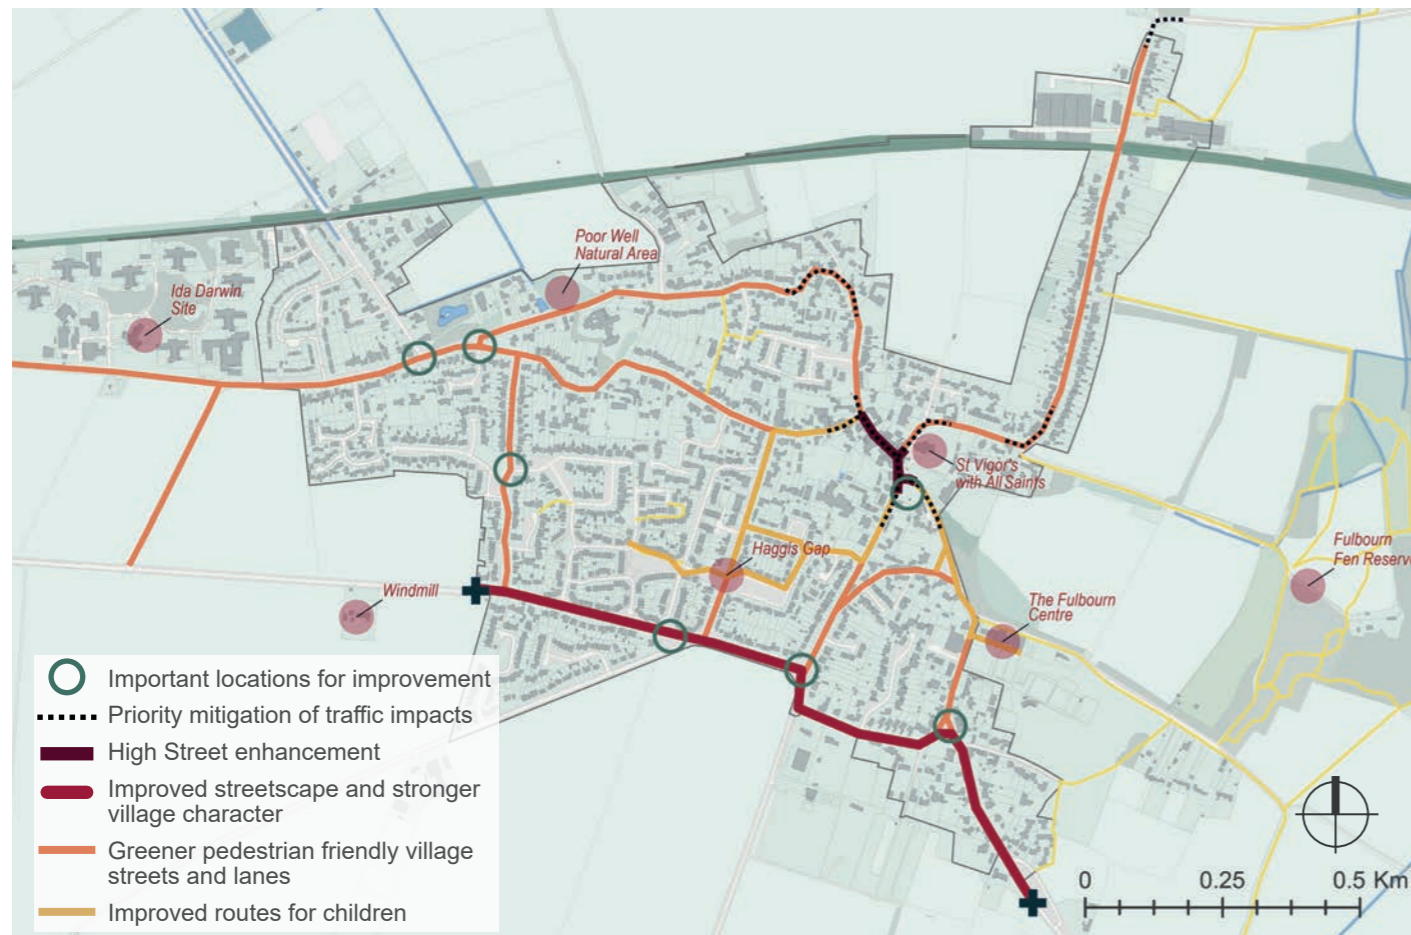 Poor Well
Natural Area
Ida Darwin
Site
St Vigor's
with All Saints
Haggis Gap
Fulbourn
Fen Reserv
Windmill
The Fulbourn
Centre
Important locations for improvement
Priority mitigation of traffic impacts
High Street enhancement
Improved streetscape and stronger
village character
Greener pedestrian friendly village
streets and lanes
Improved routes for children
0 0.25 0.5 Km